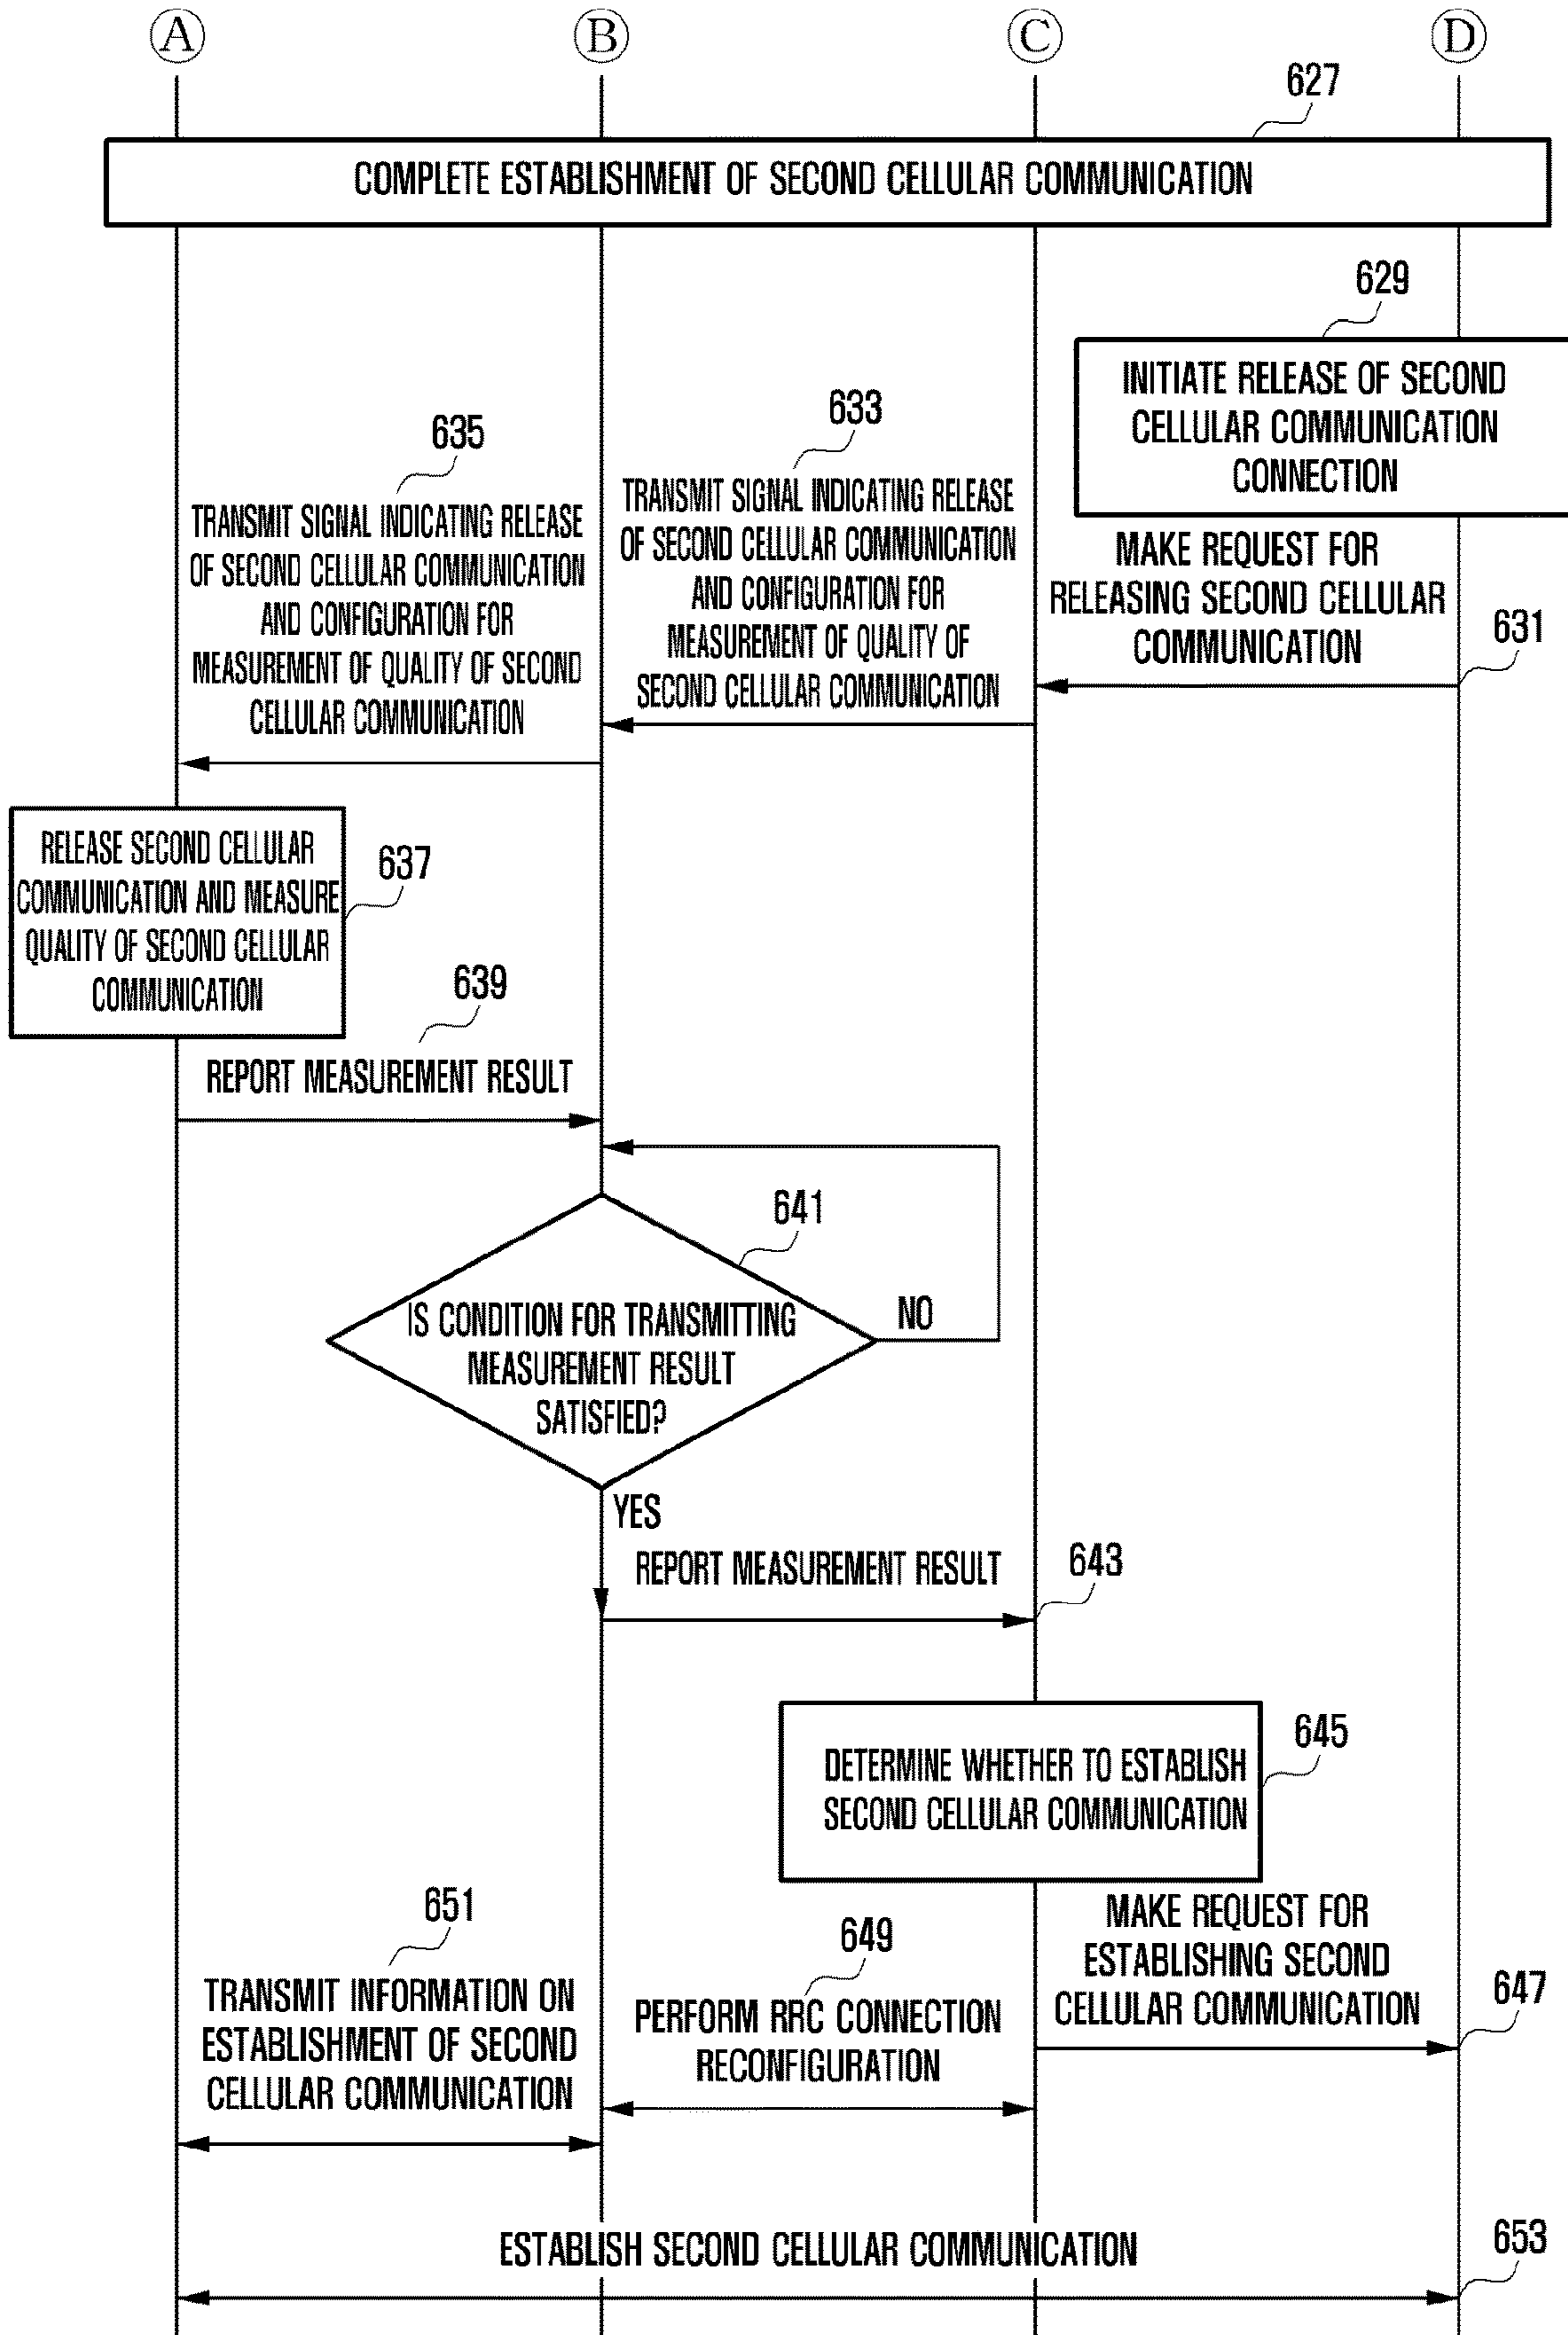 A B C D
627
COMPLETE ESTABLISHMENT OF SECOND CELLULAR COMMUNICATION
629
INITIATE RELEASE OF SECOND
CELLULAR COMMUNICATION
CONNECTION
MAKE REQUEST FOR
RELEASING SECOND CELLULAR
COMMUNICATION
631
633
TRANSMIT SIGNAL INDICATING RELEASE
OF SECOND CELLULAR COMMUNICATION
AND CONFIGURATION FOR
MEASUREMENT OF QUALITY OF
SECOND CELLULAR COMMUNICATION
635
TRANSMIT SIGNAL INDICATING RELEASE
OF SECOND CELLULAR COMMUNICATION
AND CONFIGURATION FOR
MEASUREMENT OF QUALITY OF SECOND
CELLULAR COMMUNICATION
RELEASE SECOND CELLULAR
COMMUNICATION AND MEASURE
QUALITY OF SECOND CELLULAR
COMMUNICATION
637
639
REPORT MEASUREMENT RESULT
641
IS CONDITION FOR TRANSMITTING
MEASUREMENT RESULT
SATISFIED?
NO
YES
REPORT MEASUREMENT RESULT
643
DETERMINE WHETHER TO ESTABLISH
SECOND CELLULAR COMMUNICATION
645
MAKE REQUEST FOR
ESTABLISHING SECOND
CELLULAR COMMUNICATION
647
649
PERFORM RRC CONNECTION
RECONFIGURATION
651
TRANSMIT INFORMATION ON
ESTABLISHMENT OF SECOND
CELLULAR COMMUNICATION
ESTABLISH SECOND CELLULAR COMMUNICATION
653